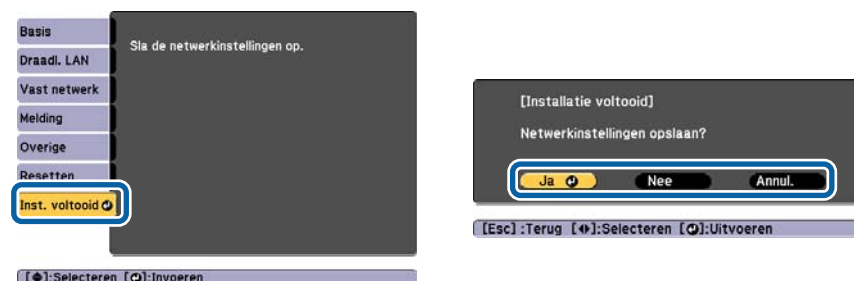 Basis
Draadl. LAN
Vast netwerk
Melding
Overige
Resetten
Inst. voltooid
Sla de netwerkinstellingen op.
[ ]:Selecteren [ ]:Invoeren
[Installatie voltooid]
Netwerkinstellingen opslaan?
Ja Nee Annul.
[Esc] :Terug [ ]:Selecteren [ ]:Uitvoeren